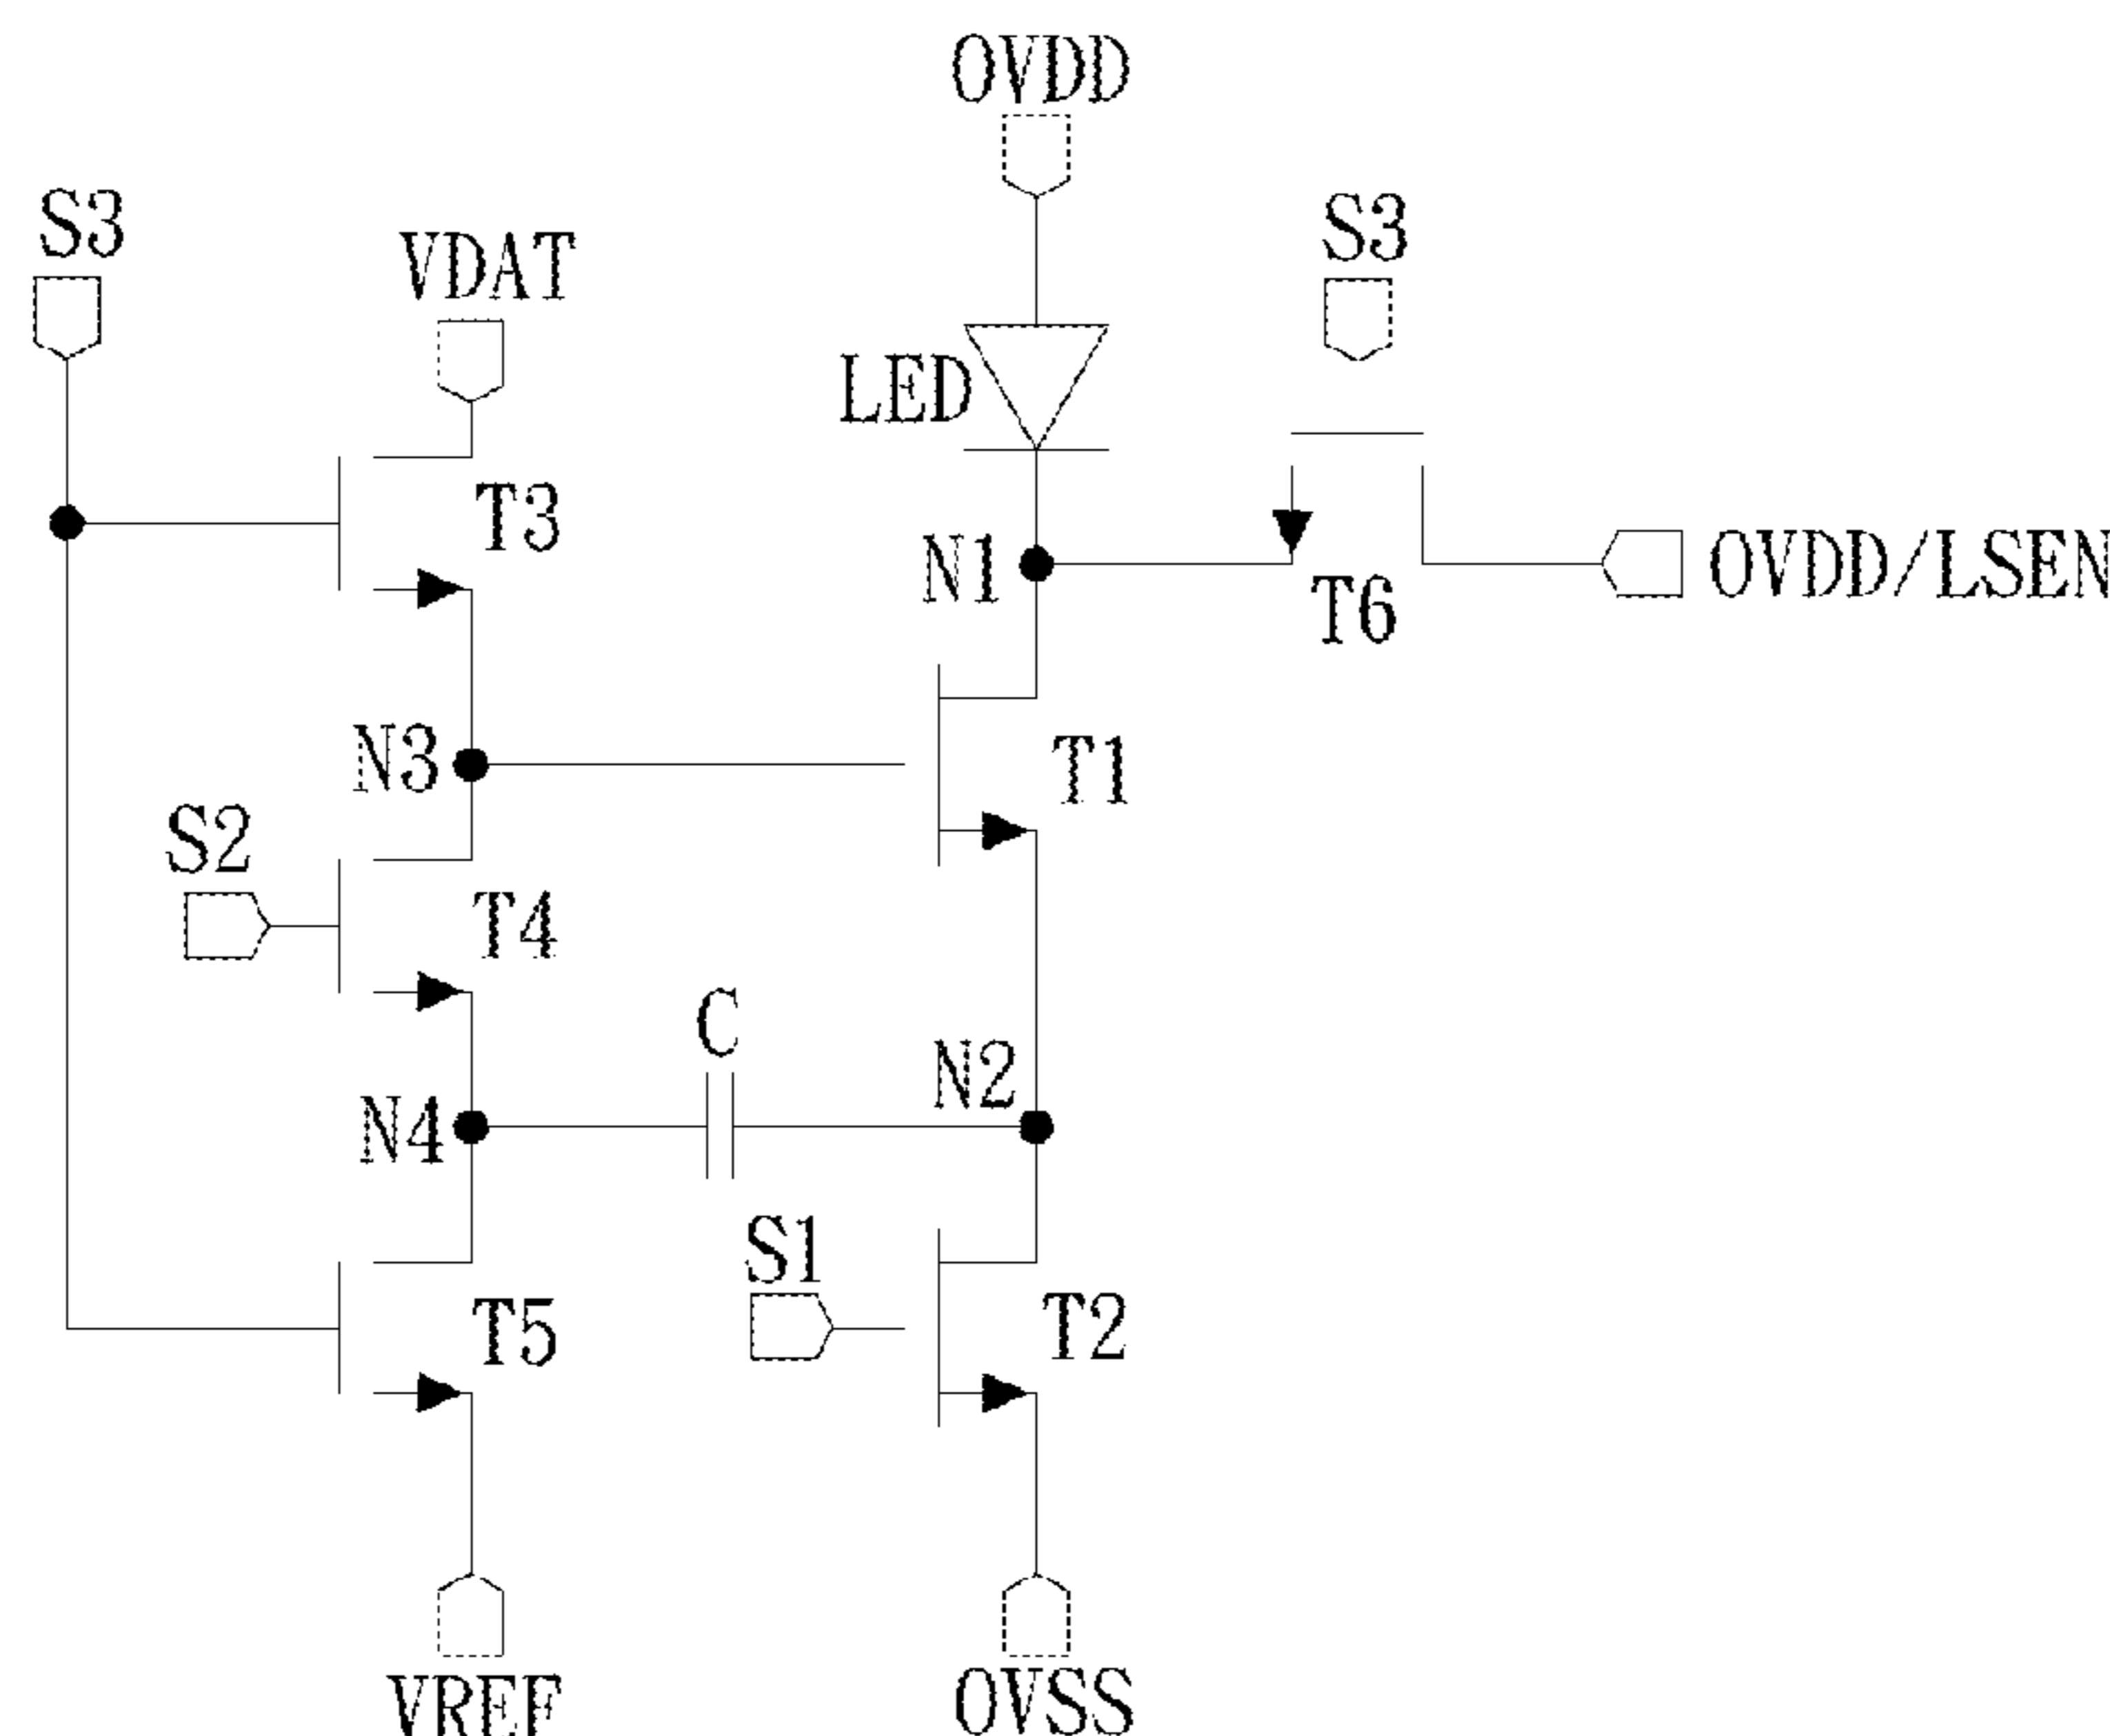 OVDD
S3
S3
VDAT
LED
T3
N1
OVDD/LSEN
T6
N3
T1
S2
T4
C
N2
N4
S1
T5
T2
VREF
OVSS